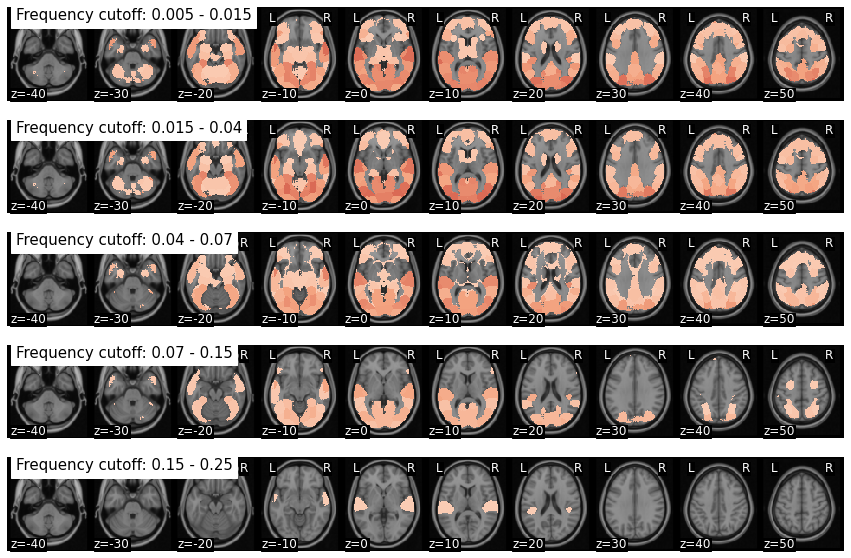 Frequency cutoff: 0.005 - 0.015
L R L R L R L R L R L R L R
z=-40 z=-30 z=-20 z=-10 z=0 z=10 z=20 z=30 z=40 z=50
Frequency cutoff: 0.015 - 0.04
L R L R L R L R L R L R L R
z=-40 z=-30 z=-20 z=-10 z=0 z=10 z=20 z=30 z=40 z=50
Frequency cutoff: 0.04 - 0.07
L R L R L R L R L R L R L R
z=-40 z=-30 z=-20 z=-10 z=0 z=10 z=20 z=30 z=40 z=50
Frequency cutoff: 0.07 - 0.15
L R L R L R L R L R L R L R
z=-40 z=-30 z=-20 z=-10 z=0 z=10 z=20 z=30 z=40 z=50
Frequency cutoff: 0.15 - 0.25
L R L R L R L R L R L R L R
z=-40 z=-30 z=-20 z=-10 z=0 z=10 z=20 z=30 z=40 z=50